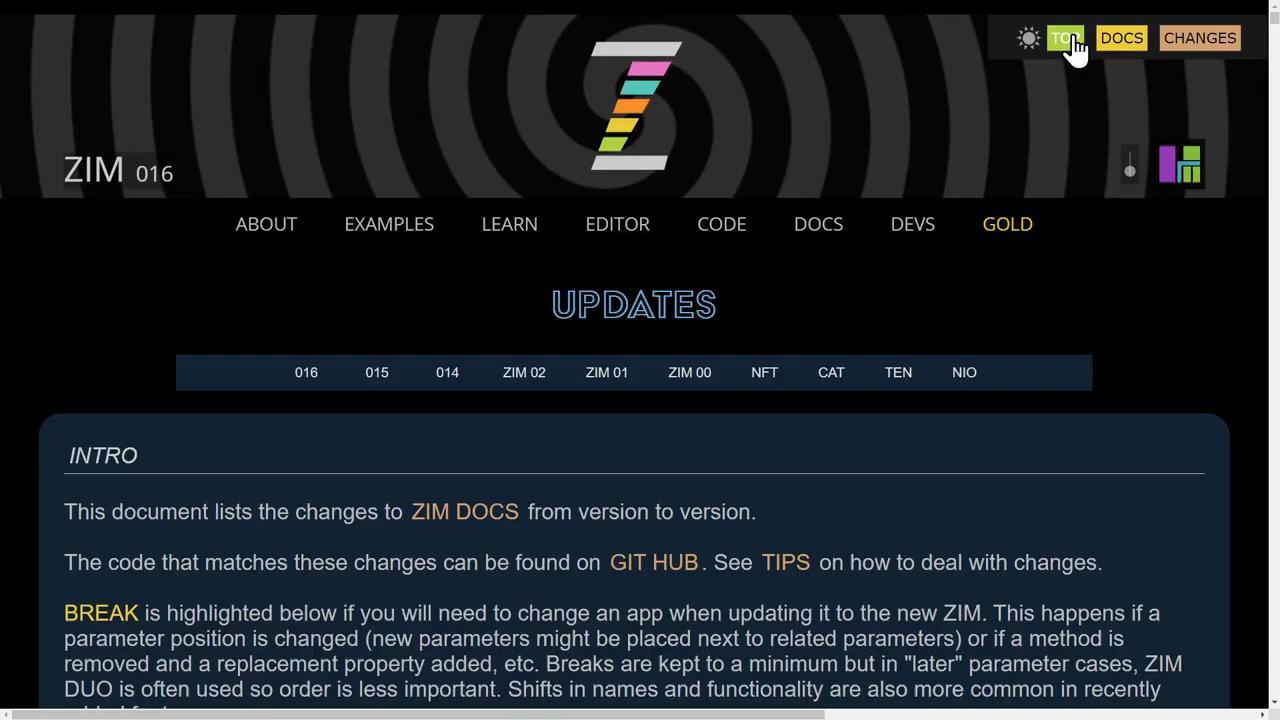 TOP DOCS CHANGES
ZIM 016
ABOUT EXAMPLES LEARN EDITOR CODE DOCS DEVS GOLD
UPDATES
016 015 014 ZIM 02 ZIM 01 ZIM 00 NFT CAT TEN NIO
INTRO
This document lists the changes to ZIM DOCS from version to version.
The code that matches these changes can be found on GIT HUB. See TIPS on how to deal with changes.
BREAK is highlighted below if you will need to change an app when updating it to the new ZIM. This happens if a
parameter position is changed (new parameters might be placed next to related parameters) or if a method is
removed and a replacement property added, etc. Breaks are kept to a minimum but in "later" parameter cases, ZIM
DUO is often used so order is less important. Shifts in names and functionality are also more common in recently